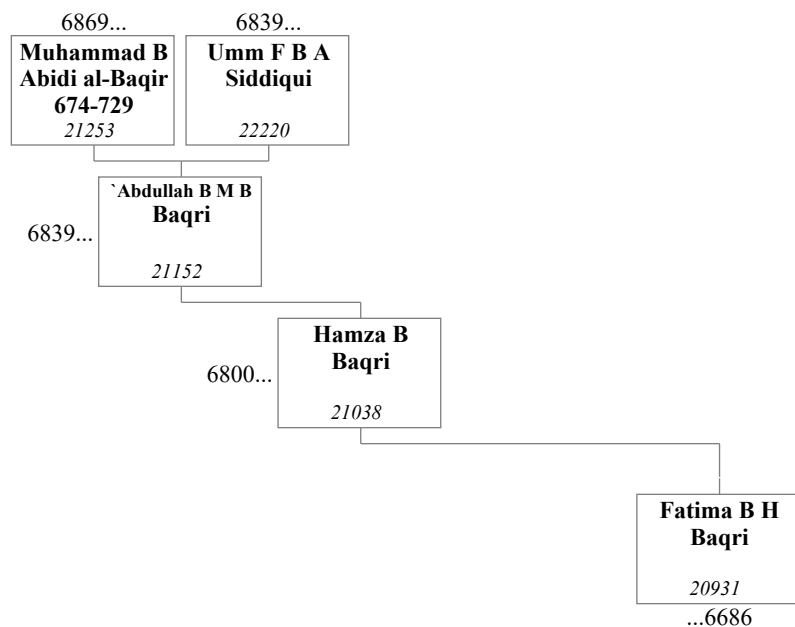 6869...
6839...
Muhammad B
Abidi al-Baqir
674-729
21253
Umm F B A
Siddiqui
22220
`Abdullah B M B
Baqri
21152
6839...
Hamza B
Baqri
21038
6800...
Fatima B H
Baqri
20931
...6686